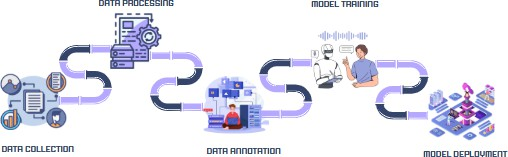 DATA PROCESSING
MODEL TRAINING
DATA COLLECTION
DATA ANNOTATION
MODEL DEPLOYMENT